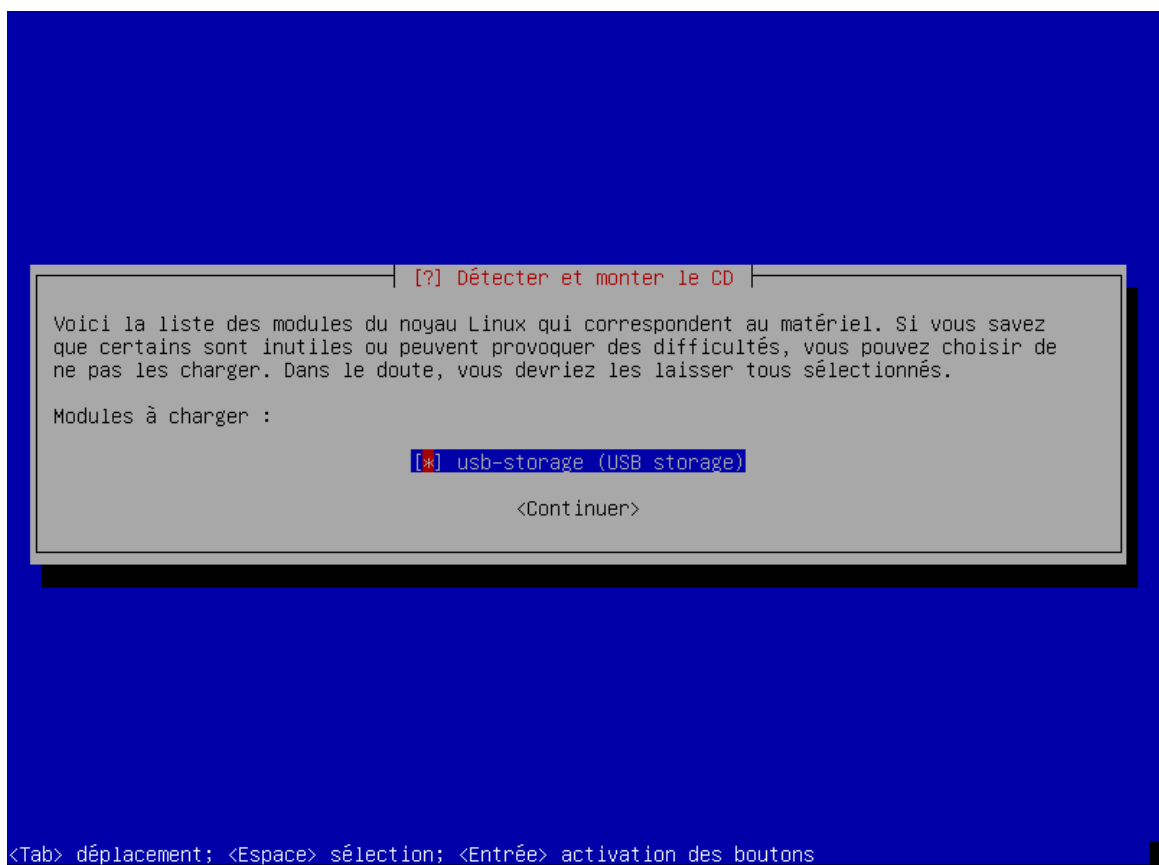 [?] Détecter et monter le CD
Voici la liste des modules du noyau Linux qui correspondent au matériel. Si vous savez
que certains sont inutiles ou peuvent provoquer des difficultés, vous pouvez choisir de
ne pas les charger. Dans le doute, vous devriez les laisser tous sélectionnés.
Modules à charger :
[*] usb-storage (USB storage)
<Continuer>
<Tab> déplacement; <Espace> sélection; <Entrée> activation des boutons